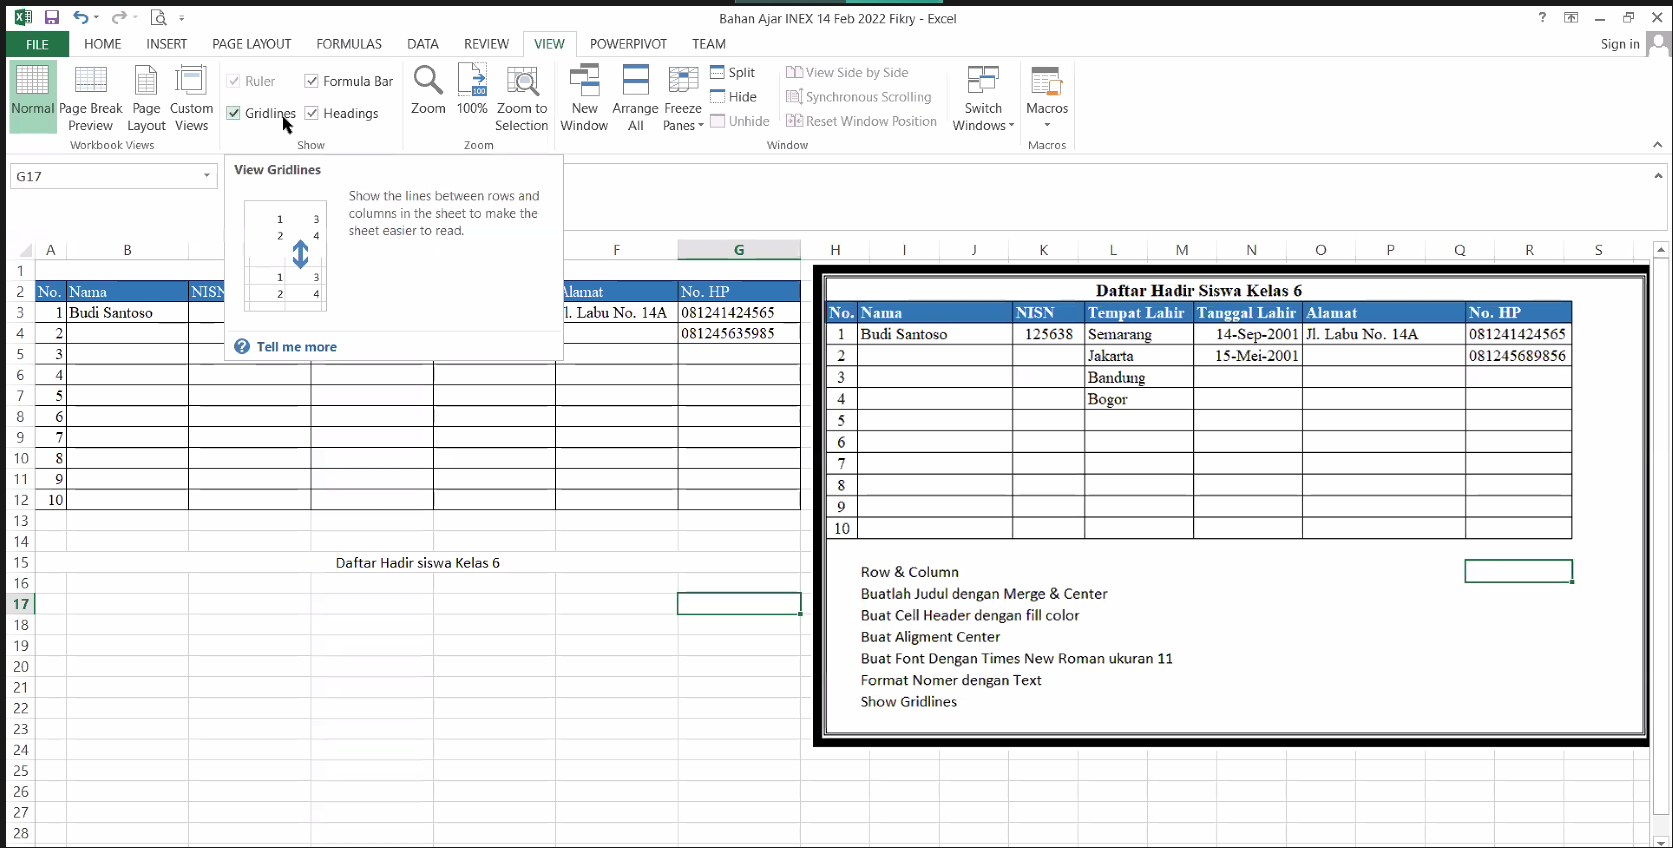 Bahan Ajar INEX 14 Feb 2022 Fikry - Excel
?
FILE HOME INSERT PAGE LAYOUT FORMULAS DATA REVIEW VIEW POWERPIVOT TEAM Sign in
Normal Page Break Preview Page Layout Custom Views
Workbook Views
Ruler Formula Bar
Gridlines Headings
Show
Zoom 100% Zoom to Selection
100
Zoom
New Window Arrange All Freeze Panes
Split
Hide
Unhide
View Side by Side
Synchronous Scrolling
Reset Window Position
Window
Switch Windows
Macros
Macros
G17
View Gridlines
Show the lines between rows and
columns in the sheet to make the
sheet easier to read.
1 3
2 4
1 3
2 4
? Tell me more
A B F G H I J K L M N O P Q R S
1
2 No. Nama NISN Alamat No. HP
3 1 Budi Santoso l. Labu No. 14A 081241424565
4 2 081245635985
5 3
6 4
7 5
8 6
9 7
10 8
11 9
12 10
13
14
15 Daftar Hadir siswa Kelas 6
16
17
18
19
20
21
22
23
24
25
26
27
28
Daftar Hadir Siswa Kelas 6
No. Nama NISN Tempat Lahir Tanggal Lahir Alamat No. HP
1 Budi Santoso 125638 Semarang 14-Sep-2001 Jl. Labu No. 14A 081241424565
2 Jakarta 15-Mei-2001 081245689856
3 Bandung
4 Bogor
5
6
7
8
9
10
Row & Column
Buatlah Judul dengan Merge & Center
Buat Cell Header dengan fill color
Buat Aligment Center
Buat Font Dengan Times New Roman ukuran 11
Format Nomer dengan Text
Show Gridlines